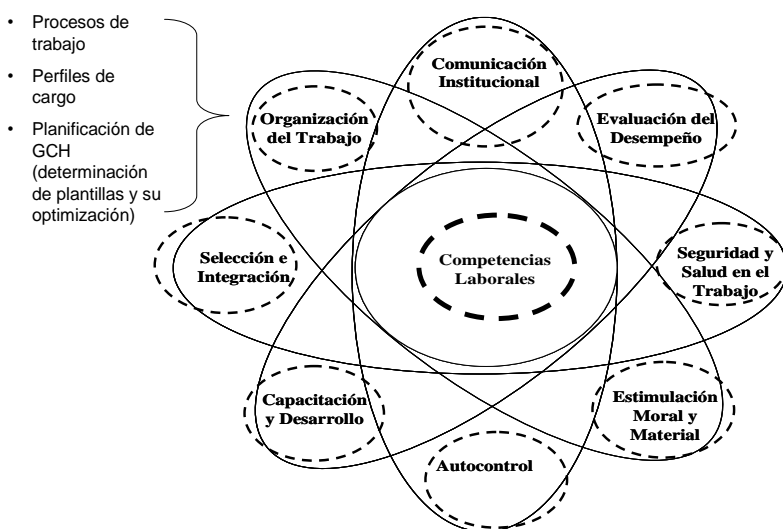 • Procesos de
trabajo
• Perfiles de
cargo
• Planificación de
GCH
(determinación
de plantillas y su
optimización)
Comunicación
Institucional
Organización
del Trabajo
Evaluación del
Desempeño
Selección e
Integración
Competencias
Laborales
Seguridad y
Salud en el
Trabajo
Capacitación
y Desarrollo
Estimulación
Moral y
Material
Autocontrol